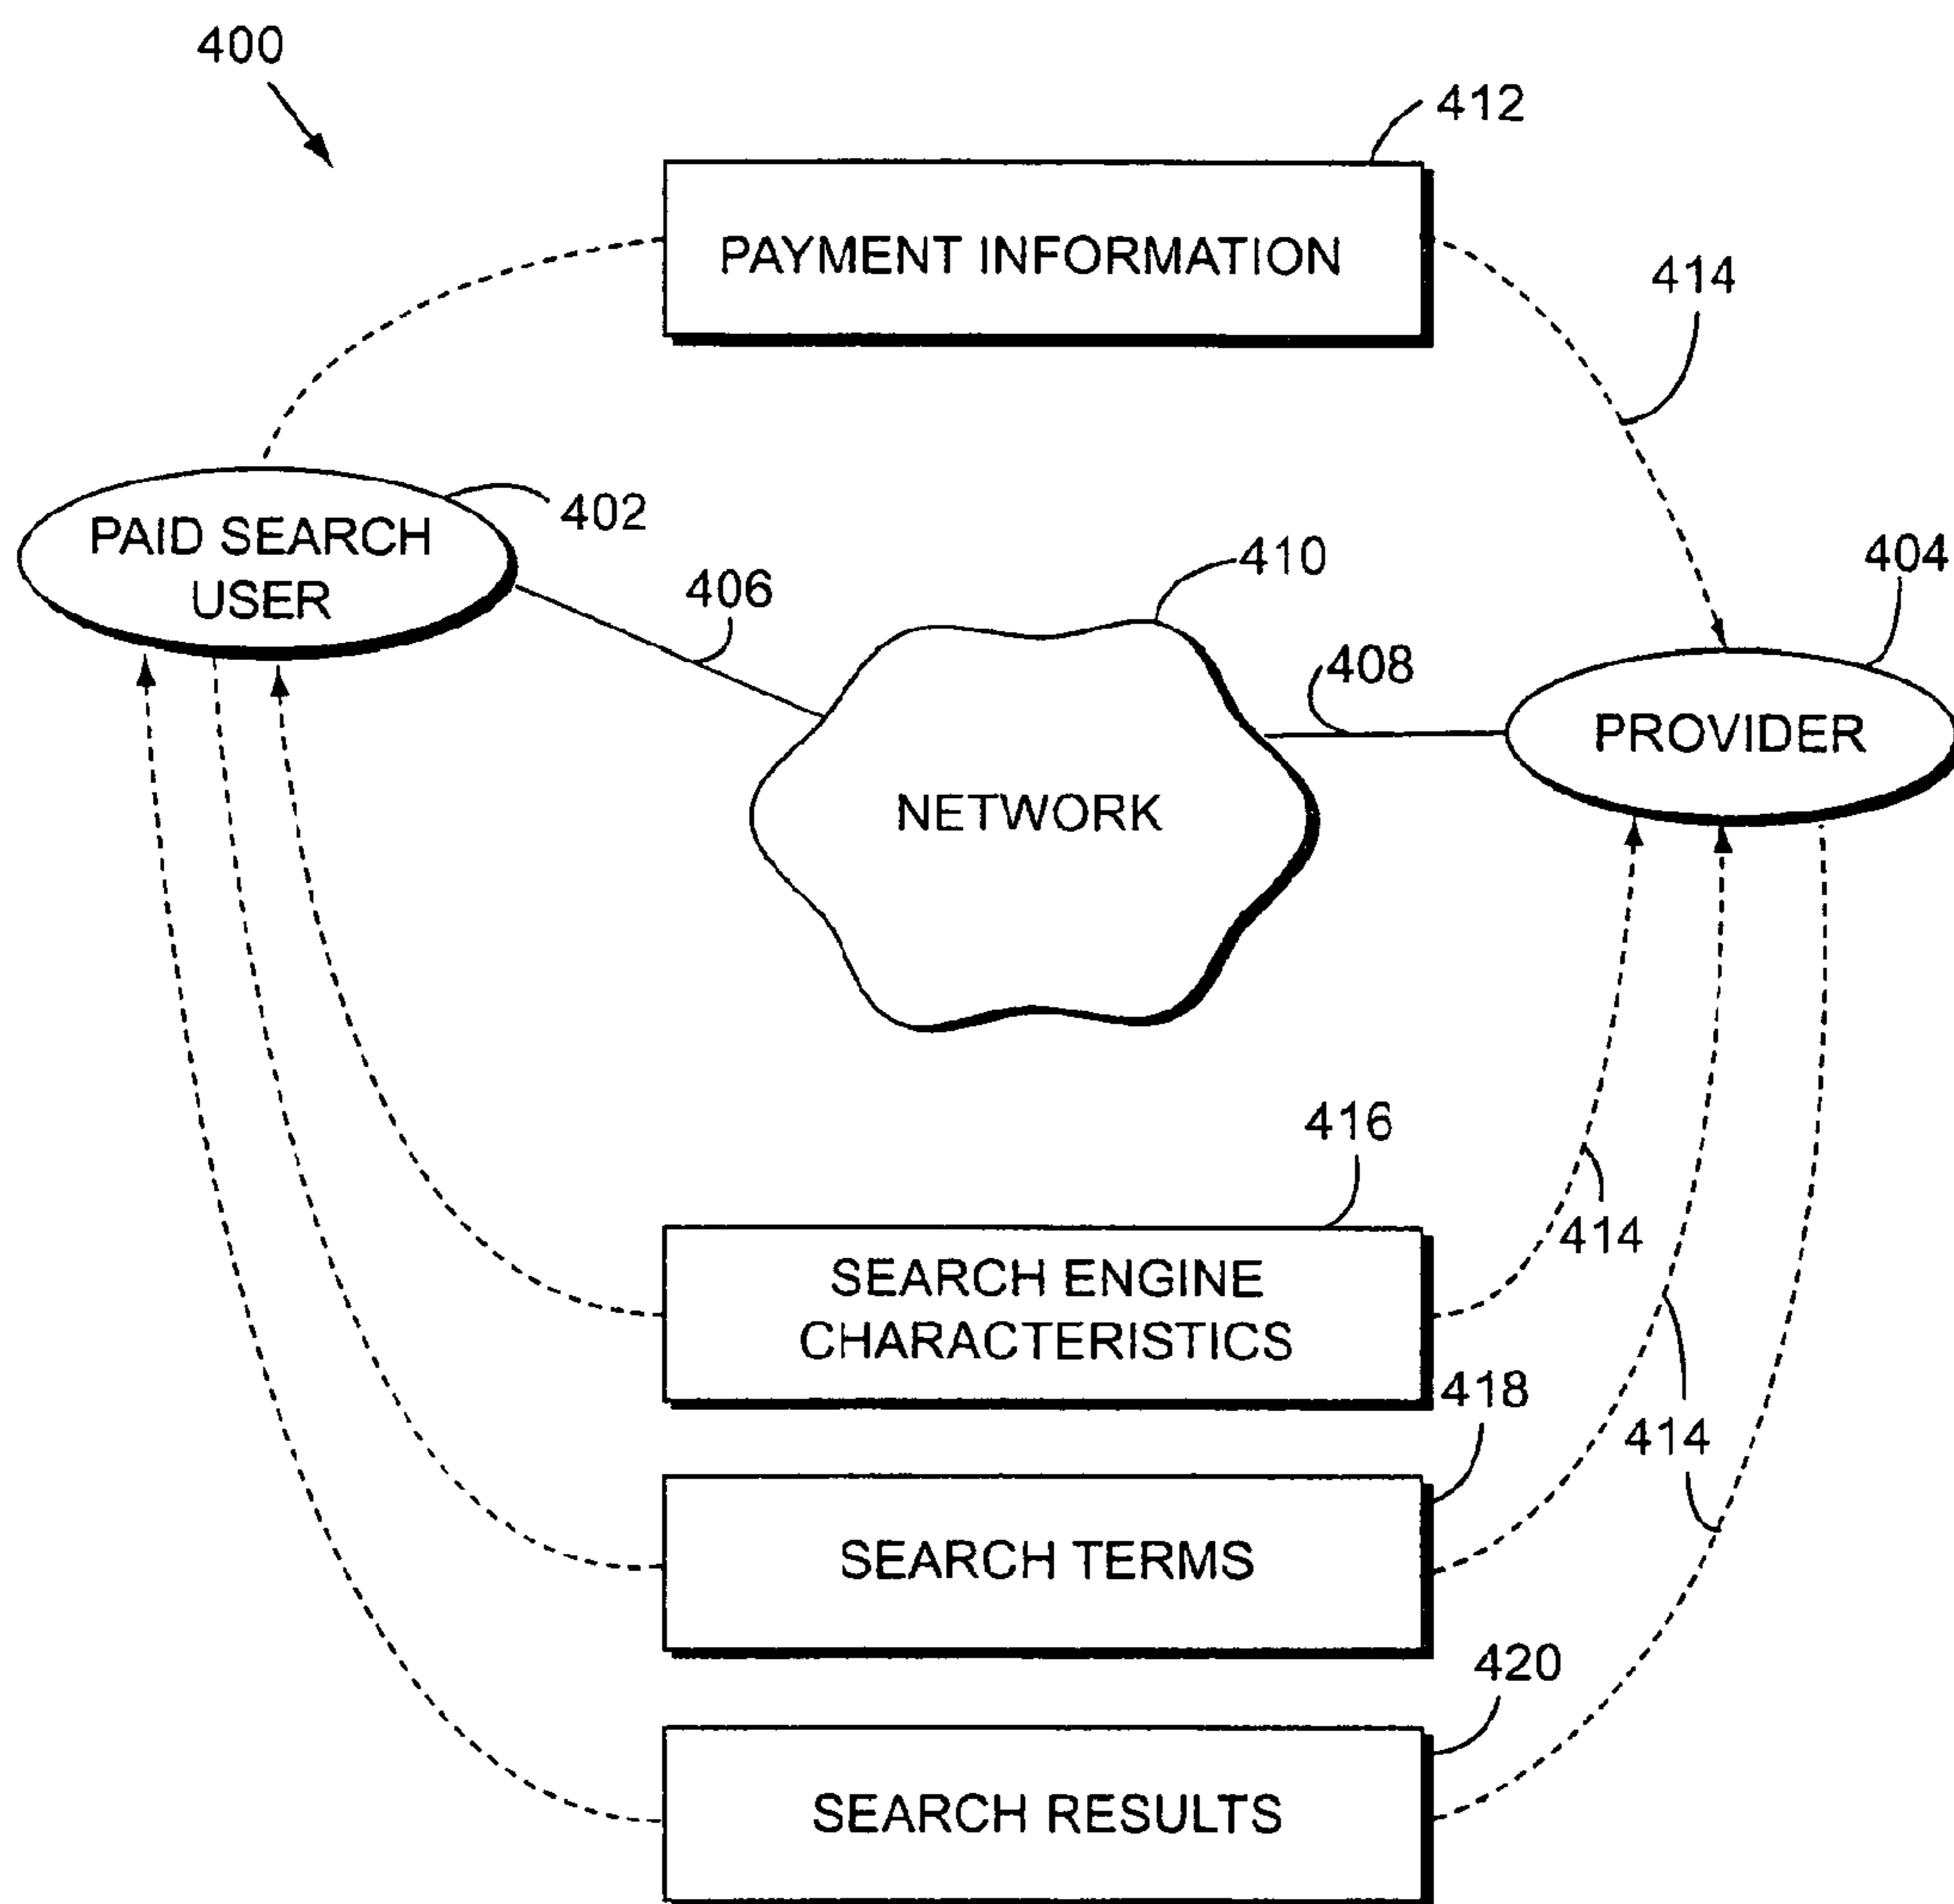 400
412
PAYMENT INFORMATION
414
402
PAID SEARCH
USER
406
410
404
408
PROVIDER
NETWORK
416
414
SEARCH ENGINE
CHARACTERISTICS
418
414
SEARCH TERMS
420
SEARCH RESULTS